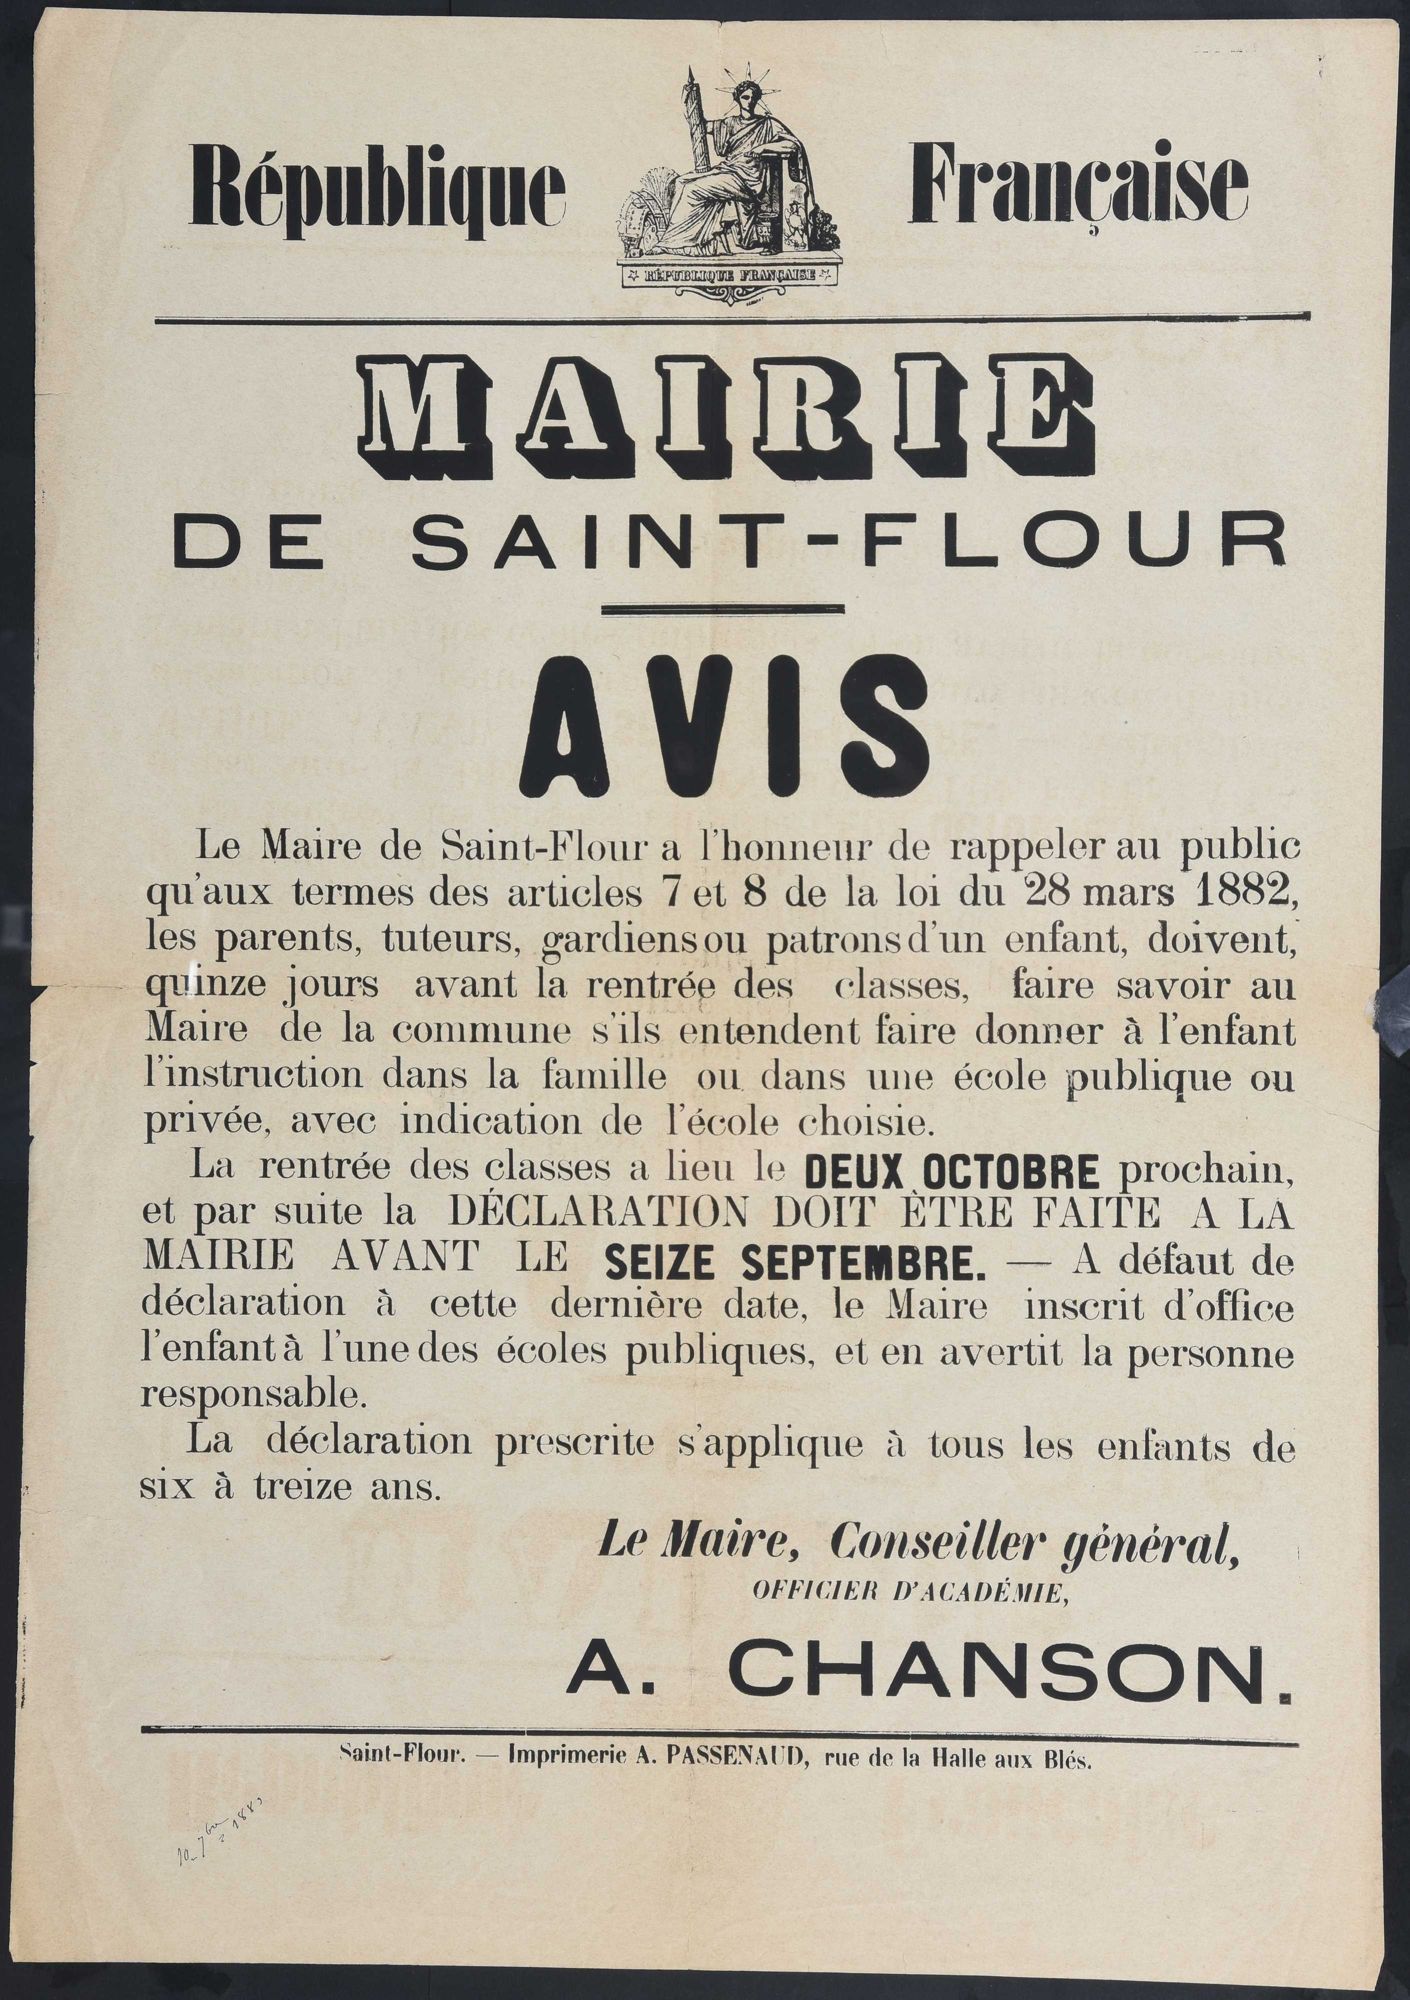 République Française
RÉPUBLIQUE FRANÇAISE
MAIRIE
DE SAINT-FLOUR
AVIS
Le Maire de Saint-Flour a l'honneur de rappeler au public
qu'aux termes des articles 7 et 8 de la loi du 28 mars 1882,
les parents, tuteurs, gardiens ou patrons d'un enfant, doivent,
quinze jours avant la rentrée des classes, faire savoir au
Maire de la commune s'ils entendent faire donner à l'enfant
l'instruction dans la famille ou dans une école publique ou
privée, avec indication de l'école choisie.
La rentrée des classes a lieu le DEUX OCTOBRE prochain,
et par suite la DÉCLARATION DOIT ÈTRE FAITE A LA
MAIRIE AVANT LE SEIZE SEPTEMBRE. — A défaut de
déclaration à cette dernière date, le Maire inscrit d'office
l'enfant à l'une des écoles publiques, et en avertit la personne
responsable.
La déclaration prescrite s'applique à tous les enfants de
six à treize ans.
Le Maire, Conseiller général,
OFFICIER D'ACADÉMIE,
A. CHANSON.
Saint-Flour. — Imprimerie A. PASSENAUD, rue de la Halle aux Blés.
10 7bre